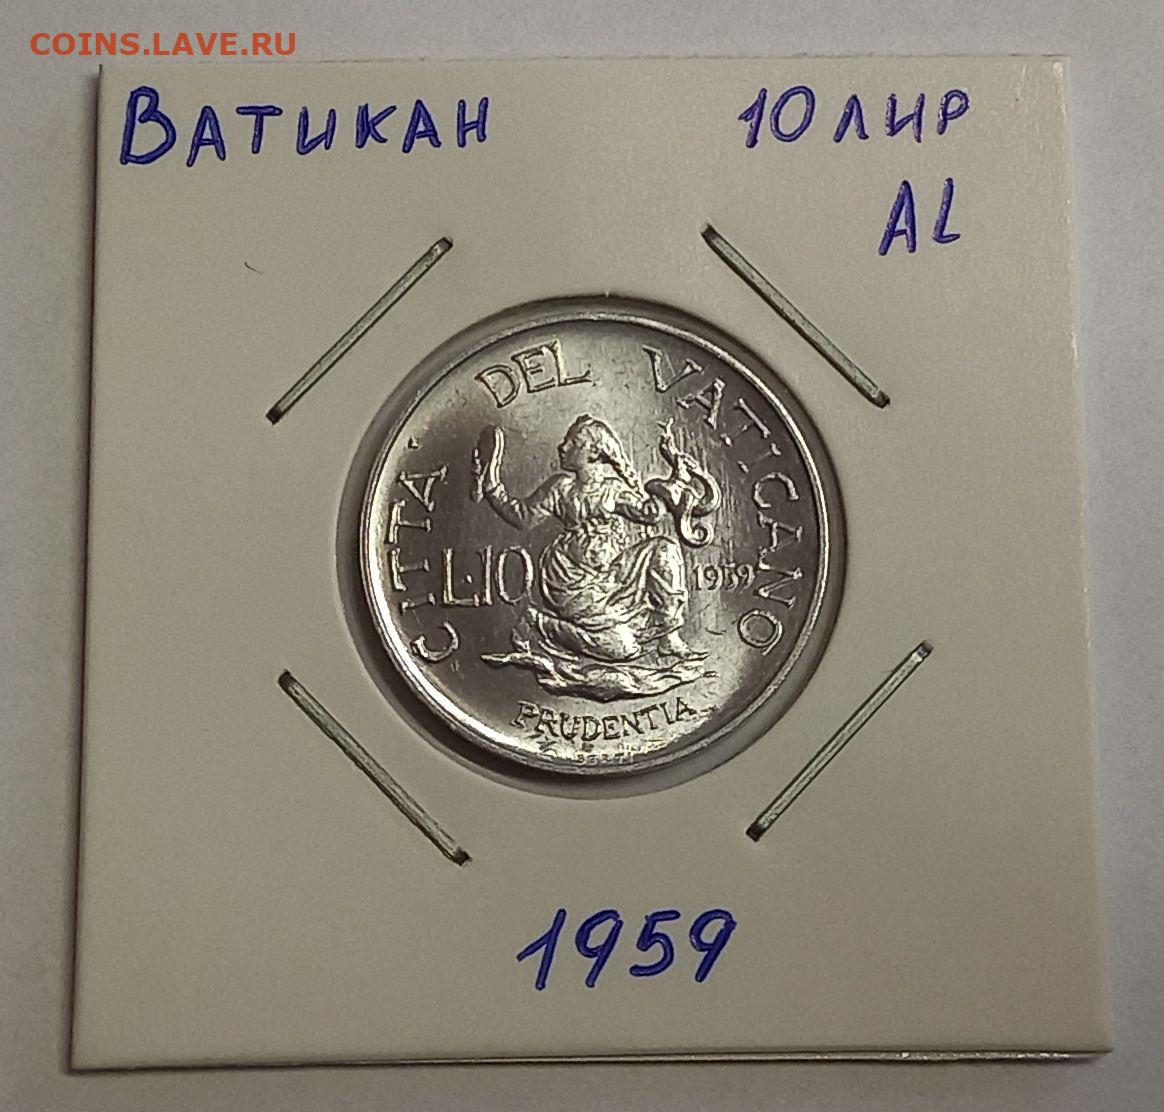 COINS.LAVE.RU
ВАТИКАН 10 ЛИР
AL
CITTA' DEL VATICANO
L.10 1959
PRUDENTIA
1959